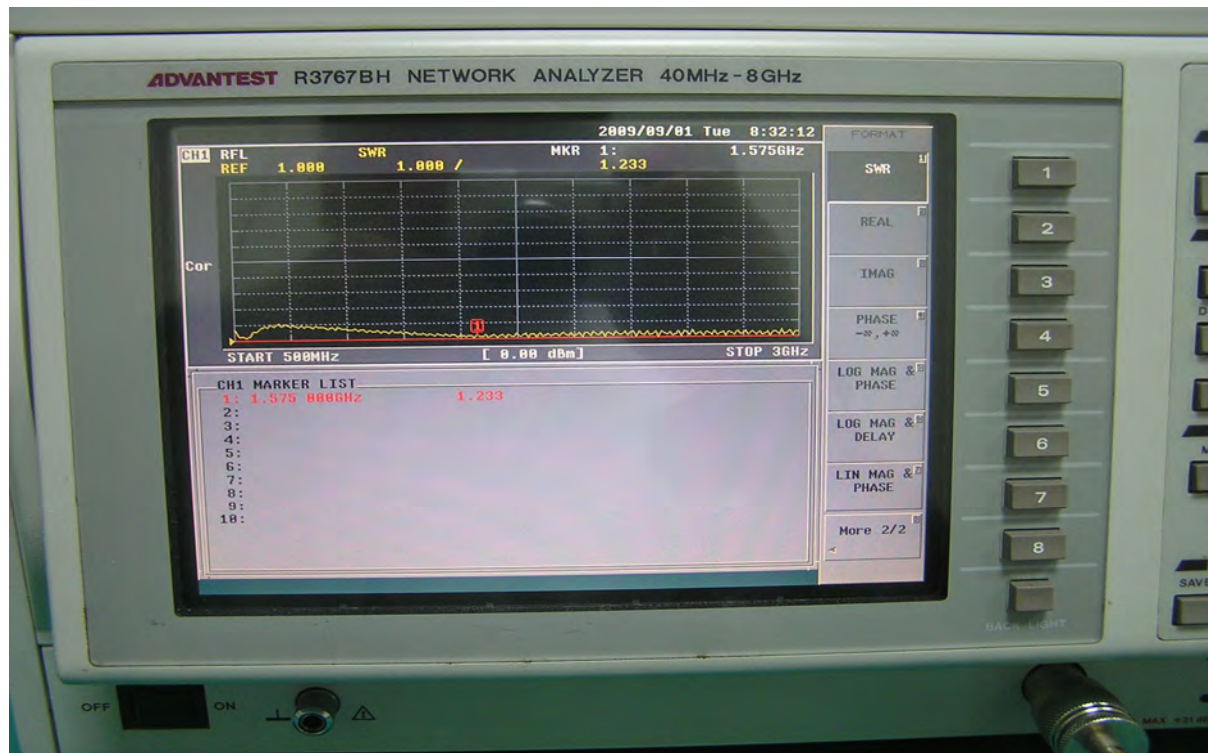 ADVANTEST R3767BH NETWORK ANALYZER 40MHz-8GHz
2009/09/01 Tue 8:32:12
CH1 RFL SWR MKR 1: 1.575GHz
REF 1.000 1.000 / 1.233
Cor
1
START 500MHz [ 0.00 dBm] STOP 3GHz
CH1 MARKER LIST
1: 1.575 000GHz 1.233
2:
3:
4:
5:
6:
7:
8:
9:
10:
FORMAT
SWR
REAL
IMAG
PHASE
-∞,+∞
LOG MAG &
PHASE
LOG MAG &
DELAY
LIN MAG &
PHASE
More 2/2
1
2
3
4
5
6
7
8
BACK LIGHT
SAVE
OFF
ON
MAX +21